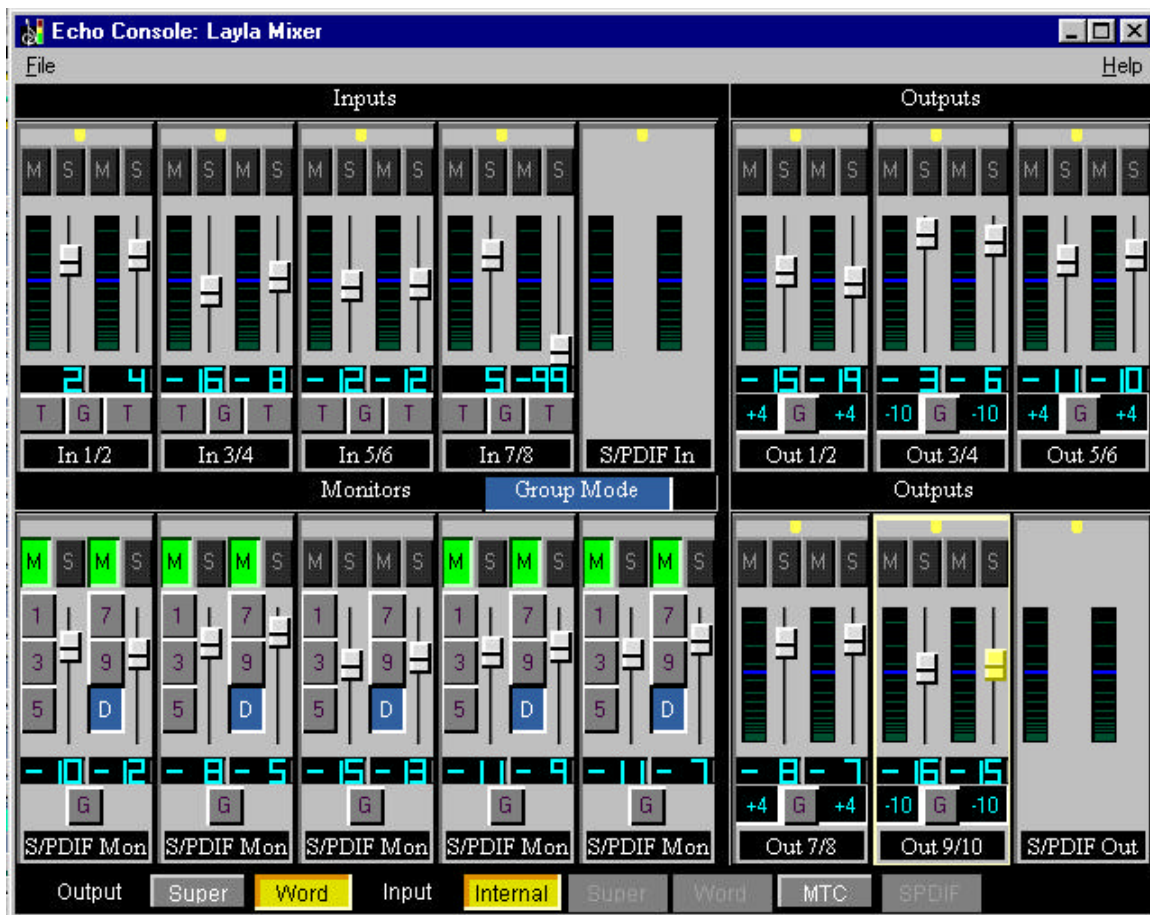 Echo Console: Layla Mixer
File Help
Inputs Outputs
M S M S M S M S M S M S M S M S M S M S M S M S M S M S
2 4 -16 -8 -12 -12 5 -99 -15 -19 -3 -6 -11 -10
T G T T G T T G T T G T +4 G +4 -10 G -10 +4 G +4
In 1/2 In 3/4 In 5/6 In 7/8 S/PDIF In Out 1/2 Out 3/4 Out 5/6
Monitors Group Mode Outputs
M S M S M S M S M S M S M S M S M S M S M S M S M S M S
1 7 1 7 1 7 1 7 1 7
3 9 3 9 3 9 3 9 3 9
5 D 5 D 5 D 5 D 5 D
-10 -12 -8 -5 -15 -13 -11 -9 -11 -7 -8 -7 -16 -15
G G G G G +4 G +4 -10 G -10
S/PDIF Mon S/PDIF Mon S/PDIF Mon S/PDIF Mon S/PDIF Mon Out 7/8 Out 9/10 S/PDIF Out
Output Super Word Input Internal Super Word MTC SPDIF